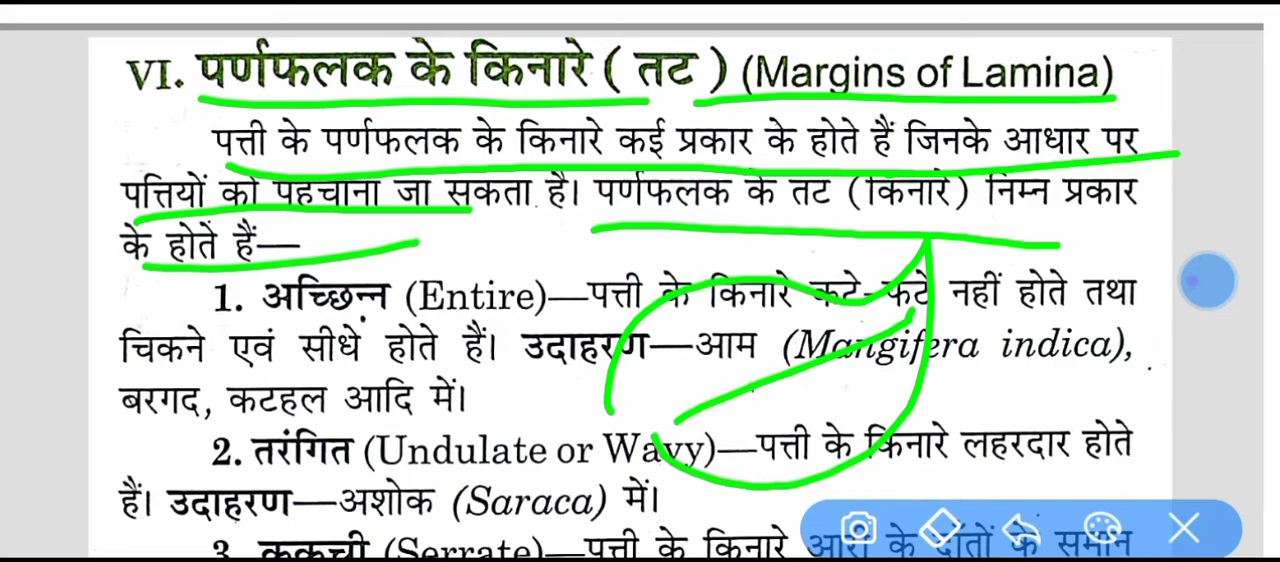 VI. पर्णफलक के किनारे ( तट ) (Margins of Lamina)
पत्ती के पर्णफलक के किनारे कई प्रकार के होते हैं जिनके आधार पर
पत्तियों को पहचाना जा सकता है। पर्णफलक के तट (किनारे) निम्न प्रकार
के होते हैं—
1. अच्छिन्न (Entire)—पत्ती के किनारे कटे-फटे नहीं होते तथा
चिकने एवं सीधे होते हैं। उदाहरण—आम (Mangifera indica),
बरगद, कटहल आदि में।
2. तरंगित (Undulate or Wavy)—पत्ती के किनारे लहरदार होते
हैं। उदाहरण—अशोक (Saraca) में।
3. क्रकची (Serrate)—पत्ती के किनारे आरी के दाँतों के समान